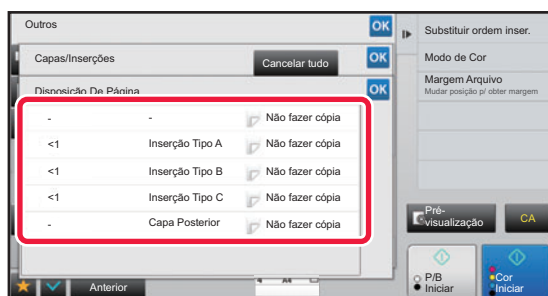 Outros
OK
Capas/Inserções
Cancelar tudo
OK
Disposição De Página
OK
- - Não fazer cópia
<1 Inserção Tipo A Não fazer cópia
<1 Inserção Tipo B Não fazer cópia
<1 Inserção Tipo C Não fazer cópia
- Capa Posterior Não fazer cópia
Anterior
Substituir ordem inser.
Modo de Cor
Margem Arquivo
Mudar posição p/ obter margem
Pré-
visualização
CA
P/B
Iniciar
Cor
Iniciar